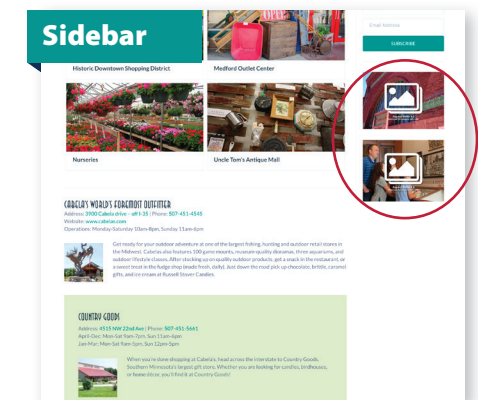 Sidebar
OPEN
Email Address
SUBSCRIBE
Historic Downtown Shopping District
Medford Outlet Center
Nurseries
Uncle Tom's Antique Mall
CABELA'S WORLD'S FOREMOST OUTFITTER
Address: 3900 Cabela drive – off I-35 | Phone: 507-451-4545
Website: www.cabelas.com
Operations: Monday-Saturday 10am-8pm, Sunday 11am-6pm
Get ready for your outdoor adventure at one of the largest fishing, hunting and outdoor retail stores in
the Midwest. Cabelas also features 100 game mounts, museum-quality dioramas, three aquariums, and
outdoor lifestyle classes. After stocking up on quality outdoor products, get a snack in the restaurant, or
a sweet treat in the fudge shop (made fresh, daily). Just down the road pick up chocolate, brittle, caramel
gifts, and ice cream at Russell Stover Candies.
COUNTRY GOODS
Address: 4515 NW 22nd Ave | Phone: 507-451-5661
April-Dec: Mon-Sat 9am-7pm, Sun 11am-6pm
Jan-Mar: Mon-Sat 9am-5pm, Sun 12pm-5pm
When you're done shopping at Cabela's, head across the interstate to Country Goods,
Southern Minnesota's largest gift store. Whether you are looking for candles, birdhouses,
or home décor, you'll find it at Country Goods!